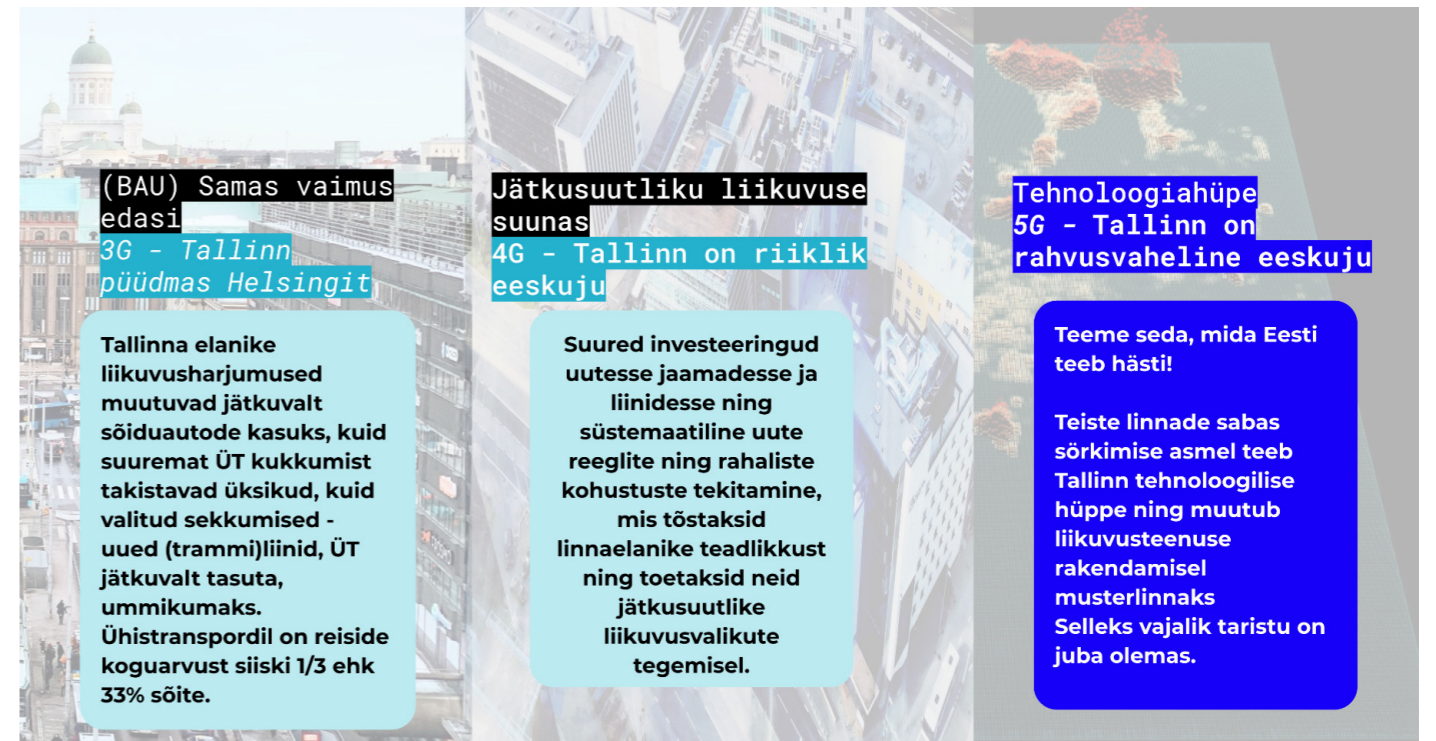 (BAU) Samas vaimus
edasi
3G - Tallinn
püüdmas Helsingit
Tallinna elanike
liikuvusharjumused
muutuvad jätkuvalt
sõiduautode kasuks, kuid
suuremat ÜT kukkumist
takistavad üksikud, kuid
valitud sekkumised -
uued (trammi)liinid, ÜT
jätkuvalt tasuta,
ummikumaks.
Ühistranspordil on reiside
koguarvust siiski 1/3 ehk
33% sõite.
Jätkusuutliku liikuvuse
suunas
4G - Tallinn on riiklik
eeskuju
Suured investeeringud
uutesse jaamadesse ja
liinidesse ning
süstemaatiline uute
reeglite ning rahaliste
kohustuste tekitamine,
mis tõstaksid
linnaelanike teadlikkust
ning toetaksid neid
jätkusuutlike
liikuvusvalikute
tegemisel.
Tehnoloogiahüpe
5G - Tallinn on
rahvusvaheline eeskuju
Teeme seda, mida Eesti
teeb hästi!
Teiste linnade sabas
sörkimise asmel teeb
Tallinn tehnoloogilise
hüppe ning muutub
liikuvusteenuse
rakendamisel
musterlinnaks
Selleks vajalik taristu on
juba olemas.